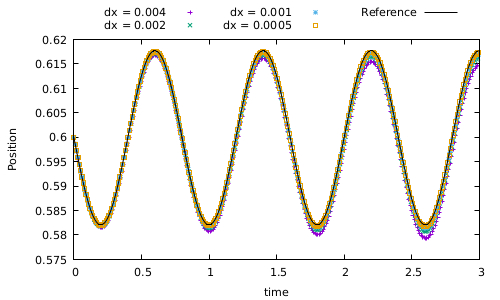 dx = 0.004 dx = 0.001 Reference
dx = 0.002 dx = 0.0005
0.62
0.615
0.61
0.605
0.6
0.595
0.59
0.585
0.58
0.575
Position
0 0.5 1 1.5 2 2.5 3
time